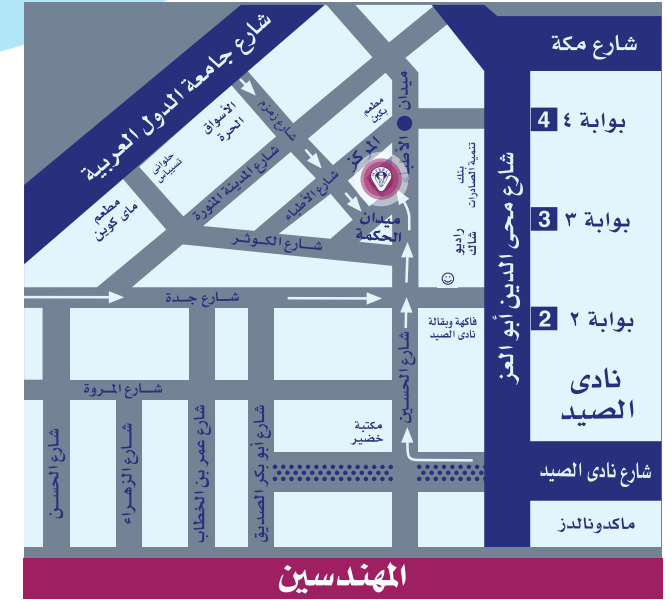 شارع جامعة الدول العربية
شارع مكة
ميدان
الأطباء
مطعم
بكين
الأسواق
الحرة
شارع زمزم
المركز
بوابة ٤
4
شارع محى الدين أبو العز
بنك
تنمية الصادرات
حلوانى
تسيباس
شارع المدينة المنورة
شارع الأطباء
مطعم
ماى كوين
ميدان
الحكمة
بوابة ٣
3
راديو
شاك
شارع الكوثر
شارع جدة
فاكهة وبقالة
نادى الصيد
بوابة ٢
2
شارع الحسين
نادى
الصيد
شارع المروة
مكتبة
خضير
شارع الحسن
شارع الزهراء
شارع عمر بن الخطاب
شارع أبو بكر الصديق
شارع نادى الصيد
ماكدونالدز
المهندسين